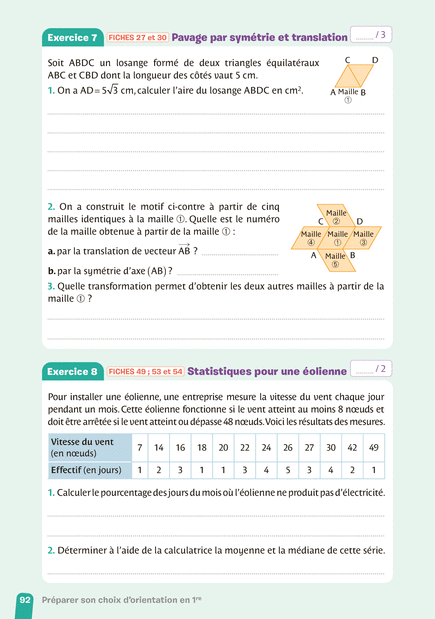 Exercice 7 FICHES 27 et 30 Pavage par symétrie et translation ...... / 3
Soit ABDC un losange formé de deux triangles équilatéraux
ABC et CBD dont la longueur des côtés vaut 5 cm.
1. On a AD = 5√3 cm, calculer l'aire du losange ABDC en cm².
C D
A Maille B
①
2. On a construit le motif ci-contre à partir de cinq
mailles identiques à la maille ①. Quelle est le numéro
de la maille obtenue à partir de la maille ① :
a. par la translation de vecteur AB⃗ ?
b. par la symétrie d'axe (AB) ?
Maille
C ② D
Maille Maille Maille
④ ① ③
A Maille B
⑤
3. Quelle transformation permet d'obtenir les deux autres mailles à partir de la
maille ① ?
Exercice 8 FICHES 49 ; 53 et 54 Statistiques pour une éolienne ...... / 2
Pour installer une éolienne, une entreprise mesure la vitesse du vent chaque jour
pendant un mois. Cette éolienne fonctionne si le vent atteint au moins 8 nœuds et
doit être arrêtée si le vent atteint ou dépasse 48 nœuds. Voici les résultats des mesures.
Vitesse du vent
(en nœuds) 7 14 16 18 20 22 24 26 27 30 42 49
Effectif (en jours) 1 2 3 1 1 3 4 5 3 4 2 1
1. Calculer le pourcentage des jours du mois où l'éolienne ne produit pas d'électricité.
2. Déterminer à l'aide de la calculatrice la moyenne et la médiane de cette série.
92 Préparer son choix d'orientation en 1re